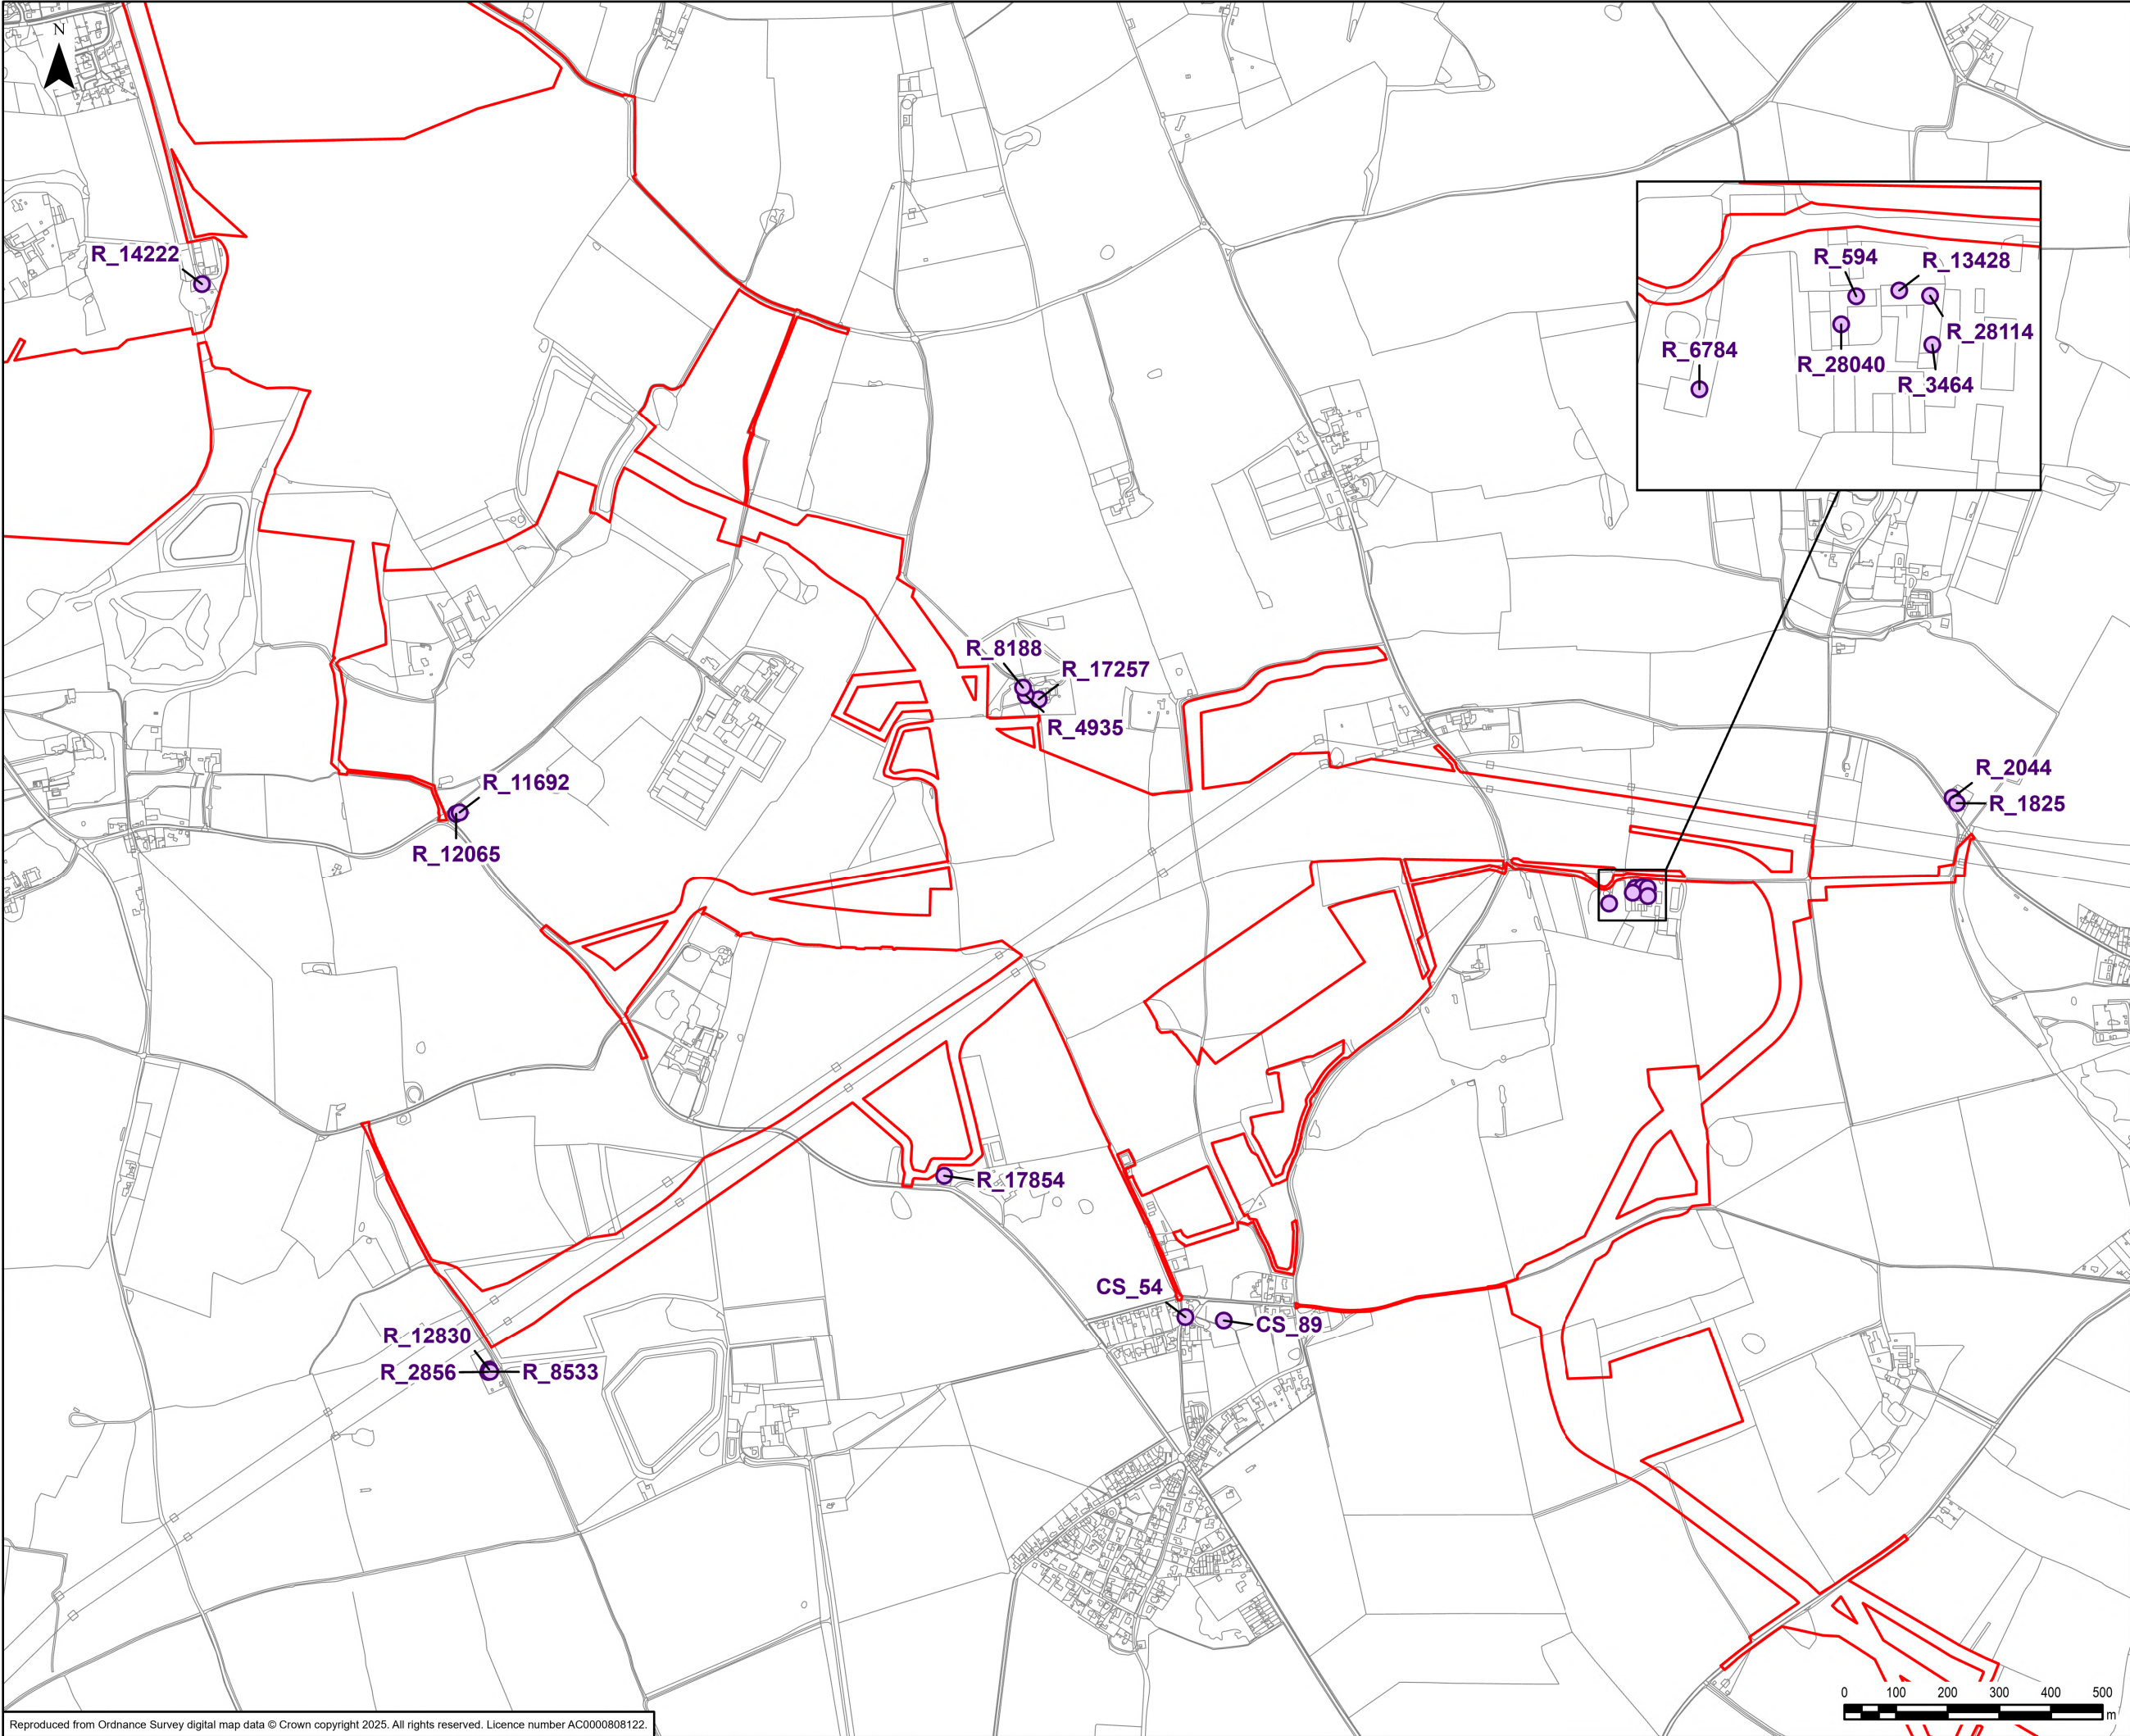 N
R_14222
R_594
R_13428
R_28114
R_6784
R_28040
R_3464
R_8188
R_17257
R_4935
R_11692
R_12065
R_2044
R_1825
R_17854
CS_54
CS_89
R_12830
R_2856
R_8533
0 100 200 300 400 500
m
Reproduced from Ordnance Survey digital map data © Crown copyright 2025. All rights reserved. Licence number AC0000808122.